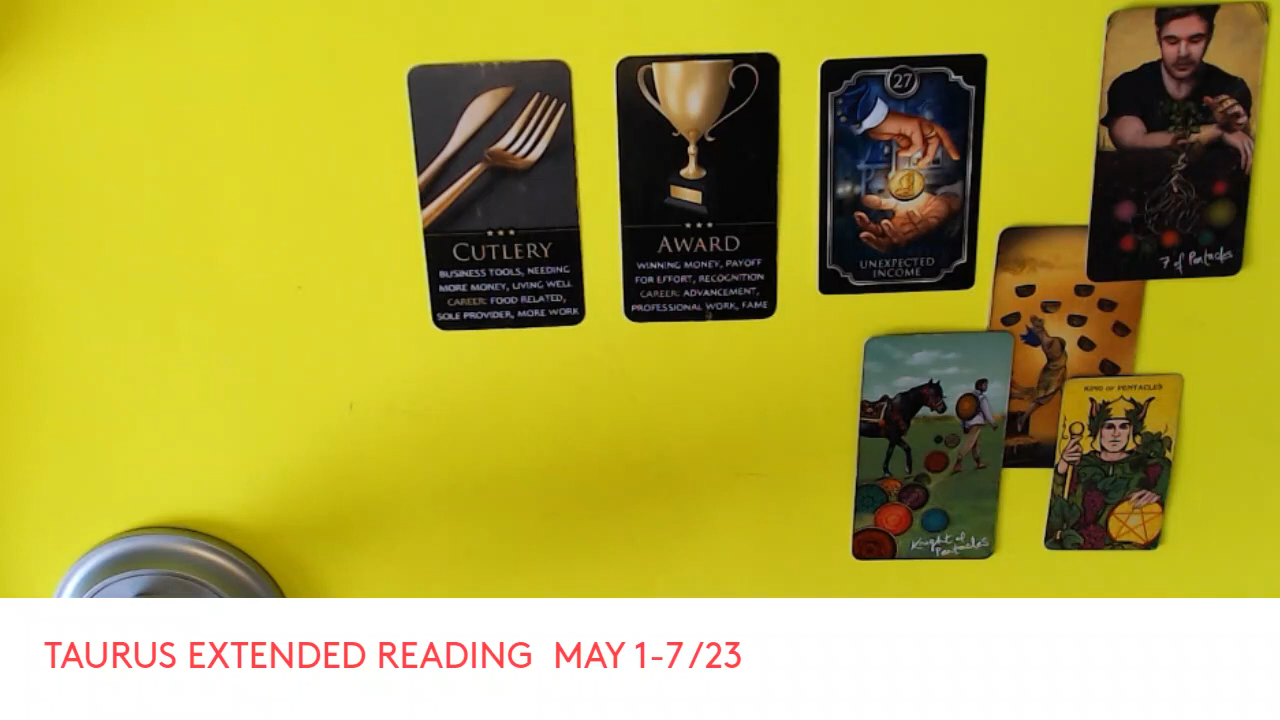 CUTLERY
BUSINESS TOOLS, NEEDING
MORE MONEY, LIVING WELL
CAREER: FOOD RELATED,
SOLE PROVIDER, MORE WORK
AWARD
WINNING MONEY, PAYOFF
FOR EFFORT, RECOGNITION
CAREER: ADVANCEMENT,
PROFESSIONAL WORK, FAME
27
UNEXPECTED
INCOME
7 of Pentacles
Knight of
Pentacles
KING OF PENTACLES
TAURUS EXTENDED READING MAY 1-7/23